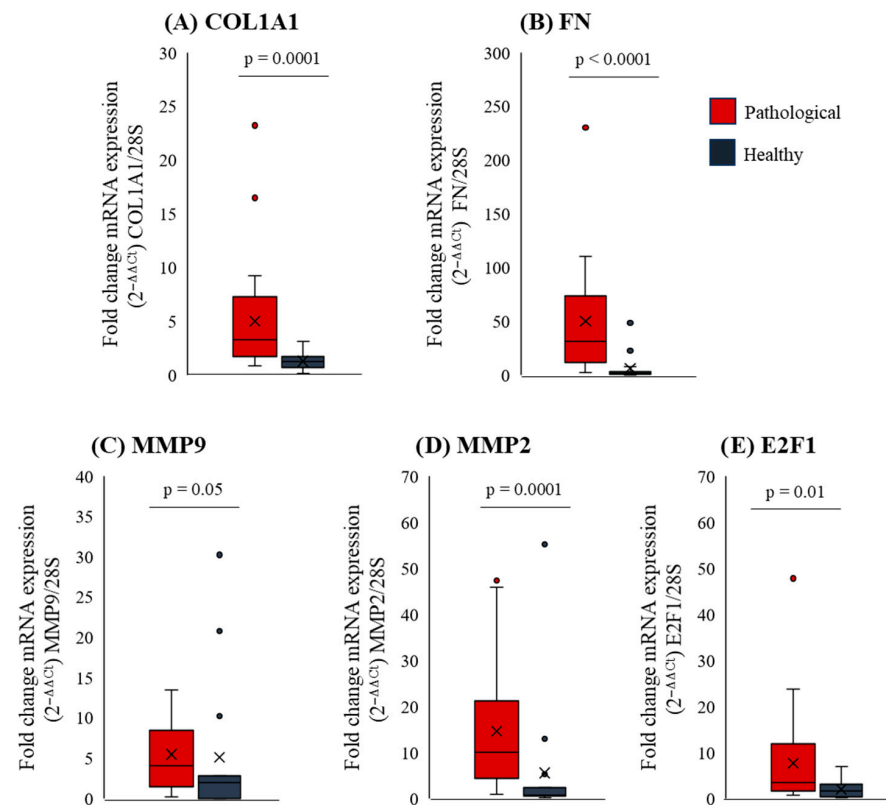 (A) COL1A1
(B) FN
30
25
20
15
10
5
0
p = 0.0001
Fold change mRNA expression
(2−ΔΔCt) COL1A1/28S
300
250
200
150
100
50
0
p < 0.0001
Fold change mRNA expression
(2−ΔΔCt) FN/28S
Pathological
Healthy
(C) MMP9
(D) MMP2
(E) E2F1
40
35
30
25
20
15
10
5
0
p = 0.05
Fold change mRNA expression
(2−ΔΔCt) MMP9/28S
70
60
50
40
30
20
10
0
p = 0.0001
Fold change mRNA expression
(2−ΔΔCt) MMP2/28S
70
60
50
40
30
20
10
0
p = 0.01
Fold change mRNA expression
(2−ΔΔCt) E2F1/28S